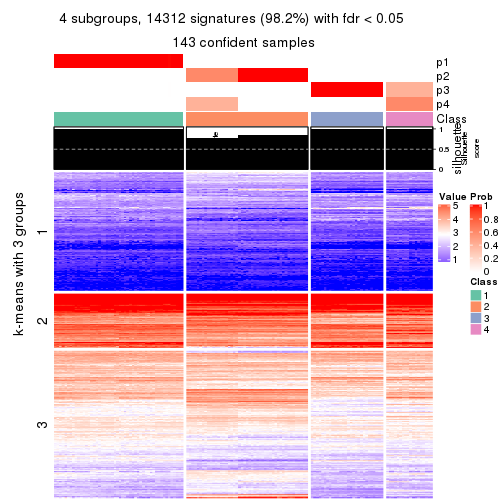 4 subgroups, 14312 signatures (98.2%) with fdr < 0.05
143 confident samples
p1
p2
p3
p4
Class
1
0.5
0
silhouette
Silhouette
score
k-means with 3 groups
1
2
3
Value
5
4
3
2
1
Prob
1
0.8
0.6
0.4
0.2
0
Class
1
2
3
4